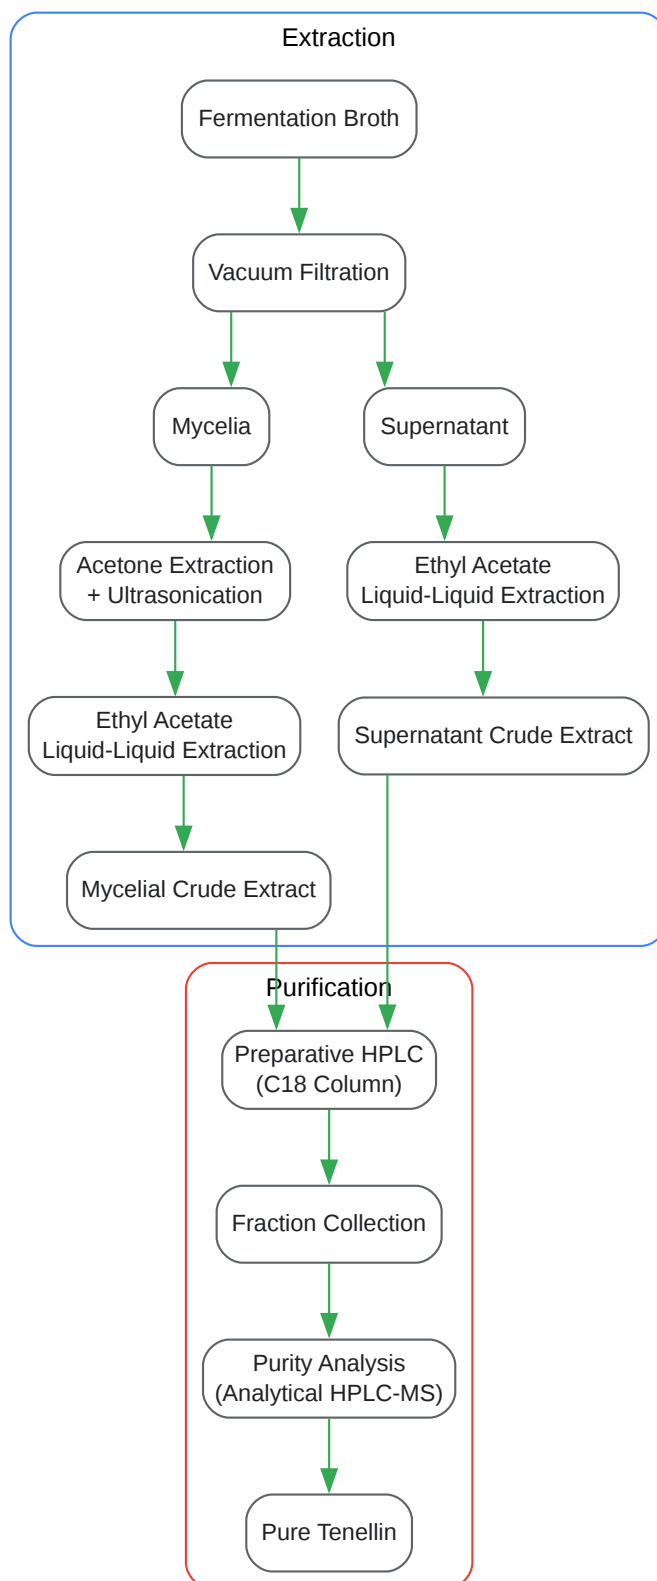 Extraction
Fermentation Broth
Vacuum Filtration
Mycelia
Supernatant
Acetone Extraction
+ Ultrasonication
Ethyl Acetate
Liquid-Liquid Extraction
Ethyl Acetate
Liquid-Liquid Extraction
Supernatant Crude Extract
Mycelial Crude Extract
Purification
Preparative HPLC
(C18 Column)
Fraction Collection
Purity Analysis
(Analytical HPLC-MS)
Pure Tenellin